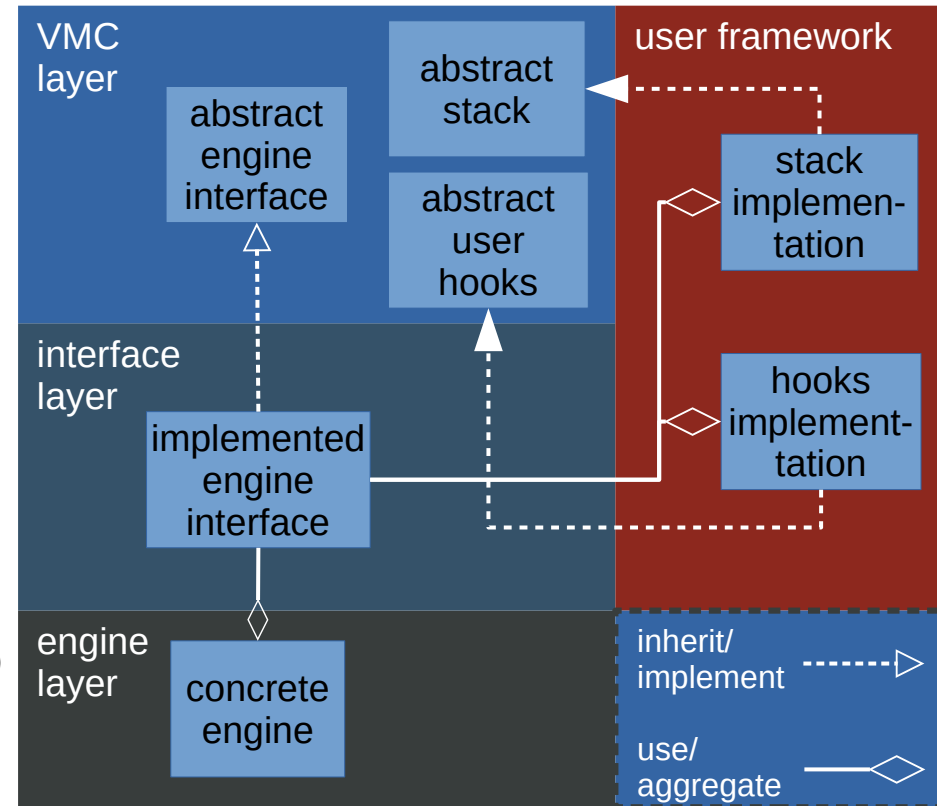 VMC
layer
abstract
engine
interface
abstract
stack
abstract
user
hooks
user framework
stack
implemen-
tation
hooks
implement-
tation
interface
layer
implemented
engine
interface
engine
layer
concrete
engine
inherit/
implement
use/
aggregate